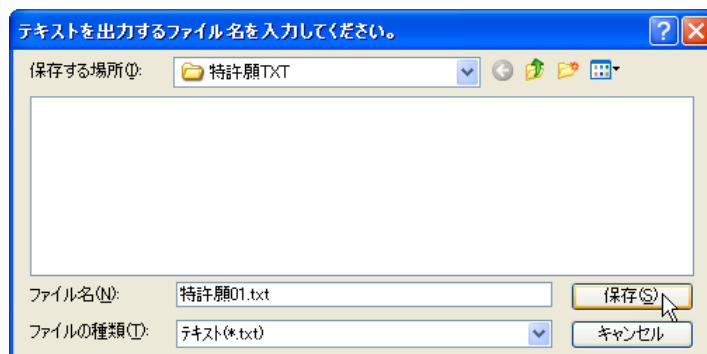 テキストを出力するファイル名を入力してください。
保存する場所(I): 特許願TXT
ファイル名(N): 特許願01.txt 保存(S)
ファイルの種類(T): テキスト(*.txt) キャンセル